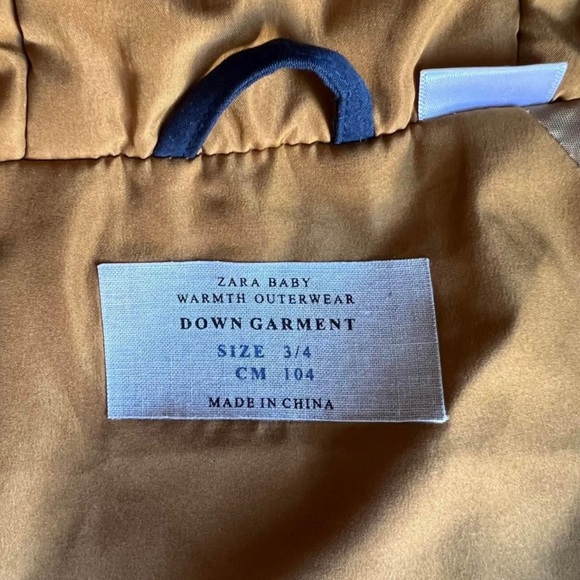 ZARA BABY
WARMTH OUTERWEAR
DOWN GARMENT
SIZE 3/4
CM 104
MADE IN CHINA